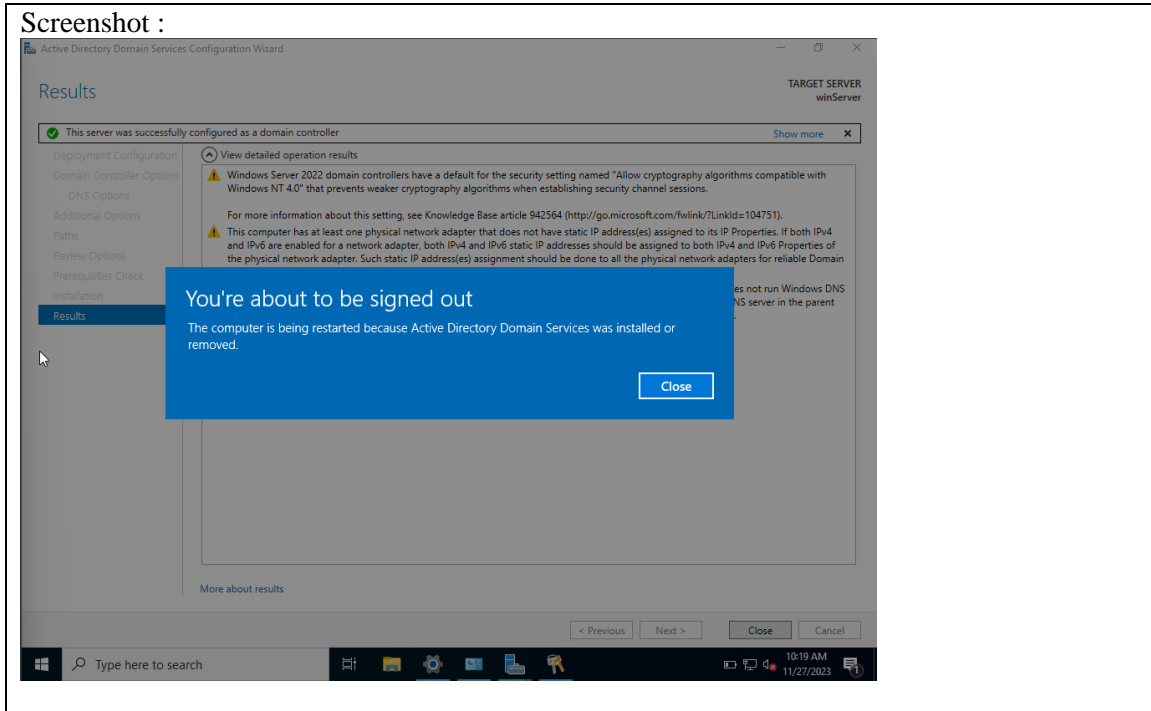 Screenshot :
Active Directory Domain Services Configuration Wizard
Results
TARGET SERVER
winServer
This server was successfully configured as a domain controller
Show more
Deployment Configuration
Domain Controller Options
DNS Options
Additional Options
Paths
Review Options
Prerequisites Check
Installation
Results
View detailed operation results
Windows Server 2022 domain controllers have a default for the security setting named "Allow cryptography algorithms compatible with
Windows NT 4.0" that prevents weaker cryptography algorithms when establishing security channel sessions.
For more information about this setting, see Knowledge Base article 942564 (http://go.microsoft.com/fwlink/?LinkId=104751).
This computer has at least one physical network adapter that does not have static IP address(es) assigned to its IP Properties. If both IPv4
and IPv6 are enabled for a network adapter, both IPv4 and IPv6 static IP addresses should be assigned to both IPv4 and IPv6 Properties of
the physical network adapter. Such static IP address(es) assignment should be done to all the physical network adapters for reliable Domain
not run Windows DNS
server in the parent
You're about to be signed out
The computer is being restarted because Active Directory Domain Services was installed or
removed.
Close
More about results
< Previous
Next >
Close
Cancel
Type here to search
10:19 AM
11/27/2023
1